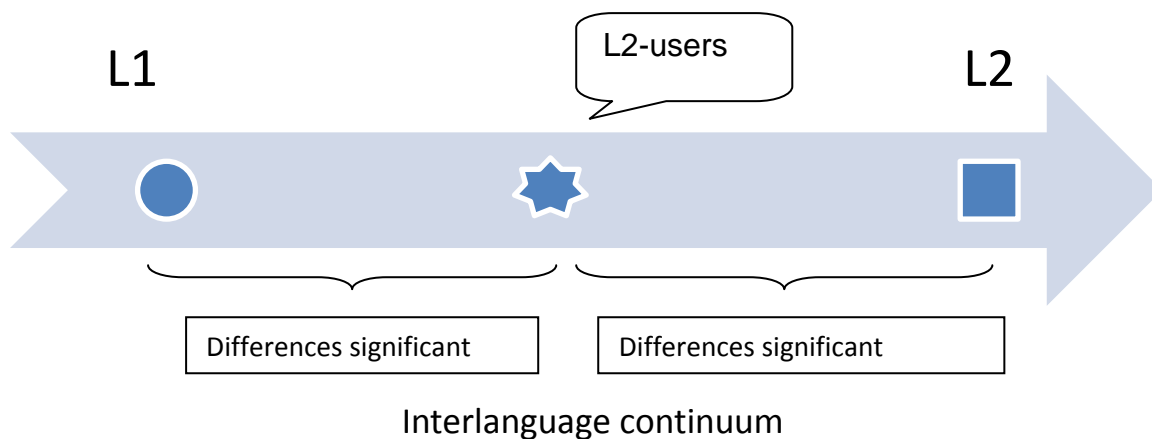 L2-users
L1
L2
Differences significant
Differences significant
Interlanguage continuum